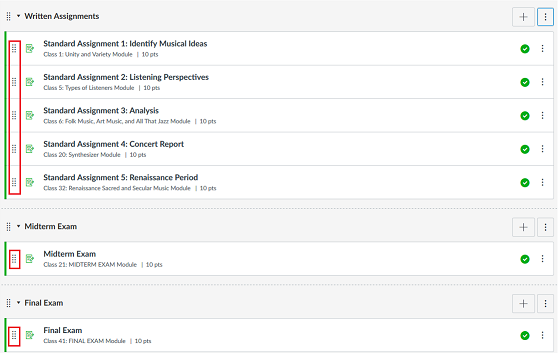 Written Assignments
Standard Assignment 1: Identify Musical Ideas
Class 1: Unity and Variety Module | 10 pts
Standard Assignment 2: Listening Perspectives
Class 5: Types of Listeners Module | 10 pts
Standard Assignment 3: Analysis
Class 6: Folk Music, Art Music, and All That Jazz Module | 10 pts
Standard Assignment 4: Concert Report
Class 20: Synthesizer Module | 10 pts
Standard Assignment 5: Renaissance Period
Class 32: Renaissance Sacred and Secular Music Module | 10 pts
Midterm Exam
Midterm Exam
Class 21: MIDTERM EXAM Module | 10 pts
Final Exam
Final Exam
Class 41: FINAL EXAM Module | 10 pts